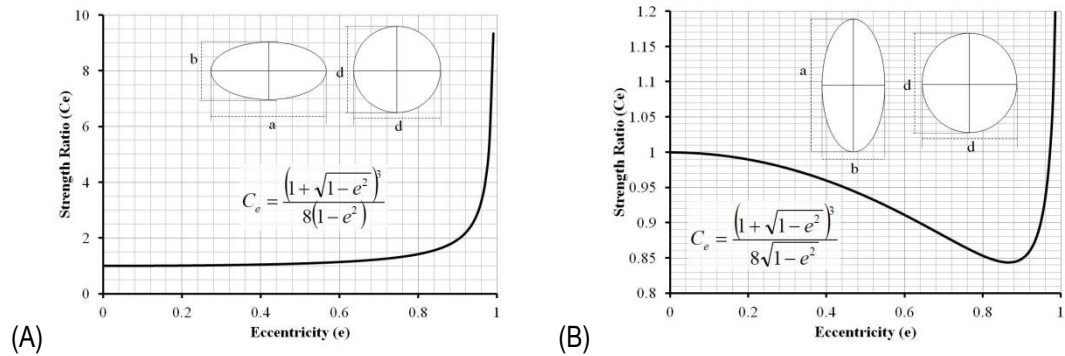 10
8
6
4
2
0
Strength Ratio (Ce)
b
a
d
d
C_e = (1+√(1−e²))³ / 8(1−e²)
0 0.2 0.4 0.6 0.8 1
Eccentricity (e)
(A)
1.2
1.15
1.1
1.05
1
0.95
0.9
0.85
0.8
Strength Ratio (Ce)
a
b
d
d
C_e = (1+√(1−e²))³ / 8√(1−e²)
0 0.2 0.4 0.6 0.8 1
Eccentricity (e)
(B)